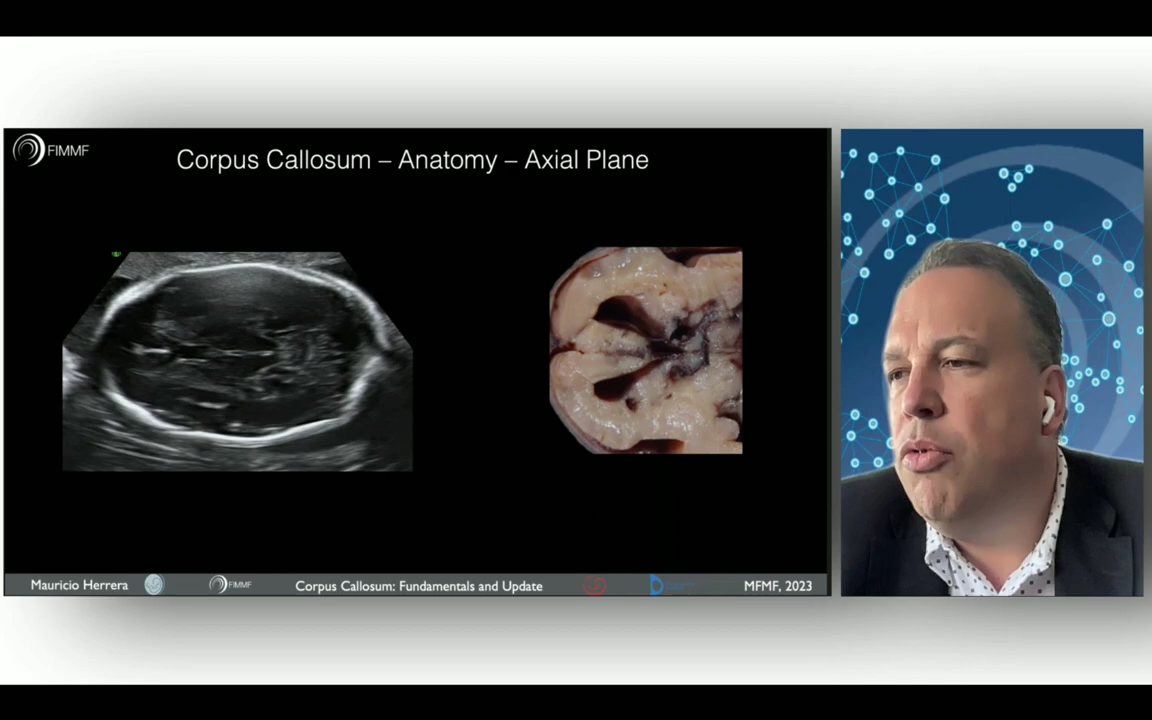 FIMMF
Corpus Callosum – Anatomy – Axial Plane
Mauricio Herrera
FIMMF
Corpus Callosum: Fundamentals and Update
MFMF, 2023